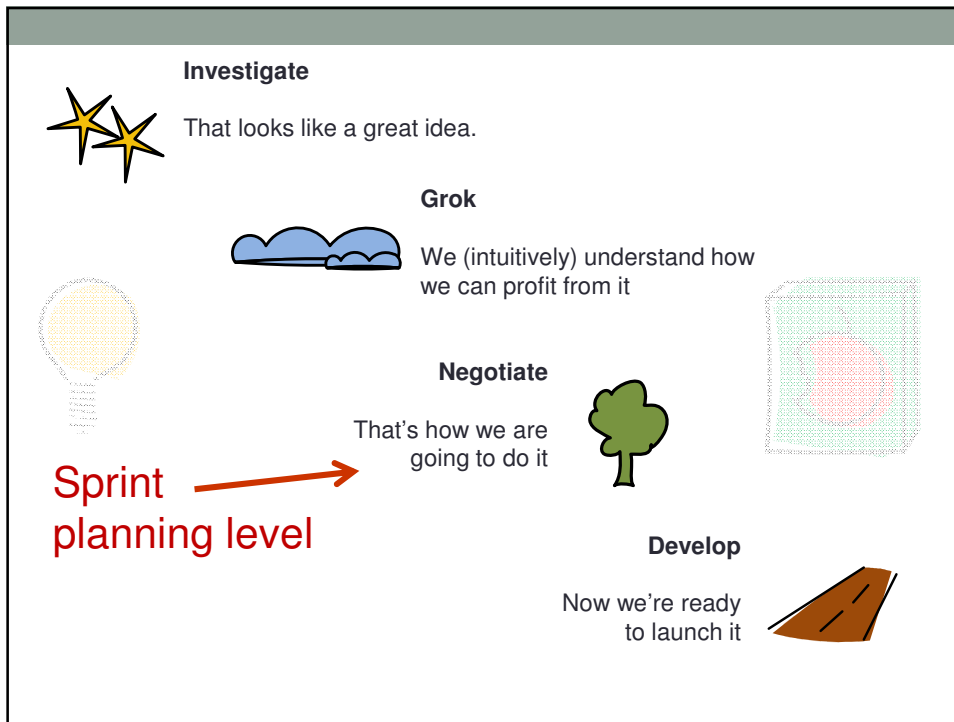 Investigate
That looks like a great idea.
Grok
We (intuitively) understand how
we can profit from it
Negotiate
That's how we are
going to do it
Sprint
planning level
Develop
Now we're ready
to launch it